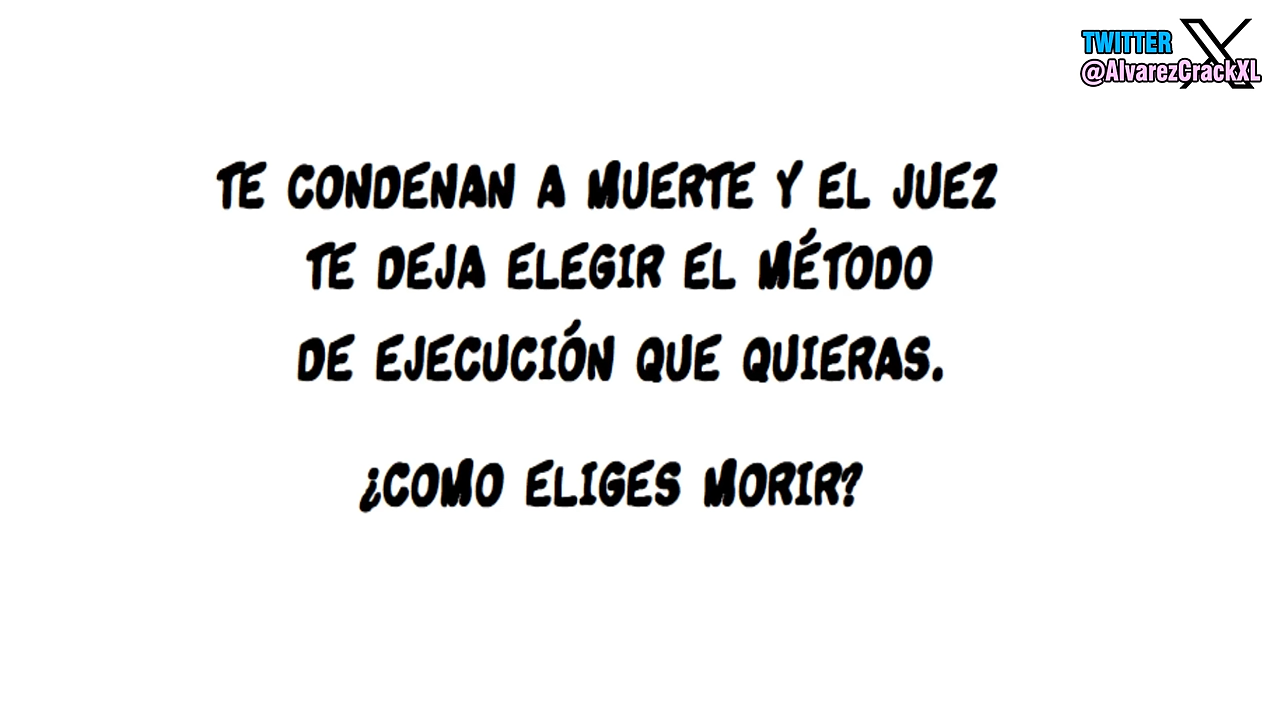 TWITTER
@AlvarezCrackXL
TE CONDENAN A MUERTE Y EL JUEZ
TE DEJA ELEGIR EL MÉTODO
DE EJECUCIÓN QUE QUIERAS.
¿COMO ELIGES MORIR?